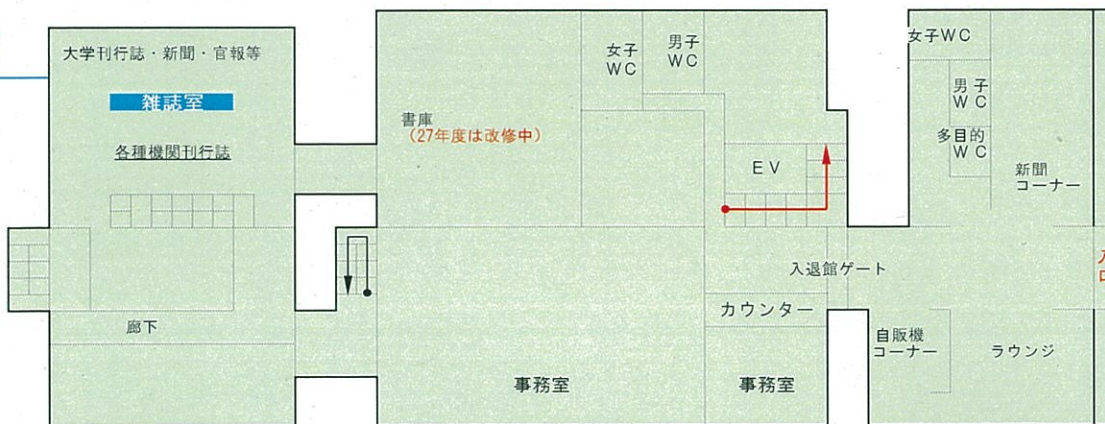 大学刊行誌・新聞・官報等
雑誌室
各種機関刊行誌
廊下
書庫
（27年度は改修中）
女子
ＷＣ
男子
ＷＣ
ＥＶ
入退館ゲート
カウンター
事務室
事務室
女子ＷＣ
男子
ＷＣ
多目的
ＷＣ
新聞
コーナー
自販機
コーナー
ラウンジ